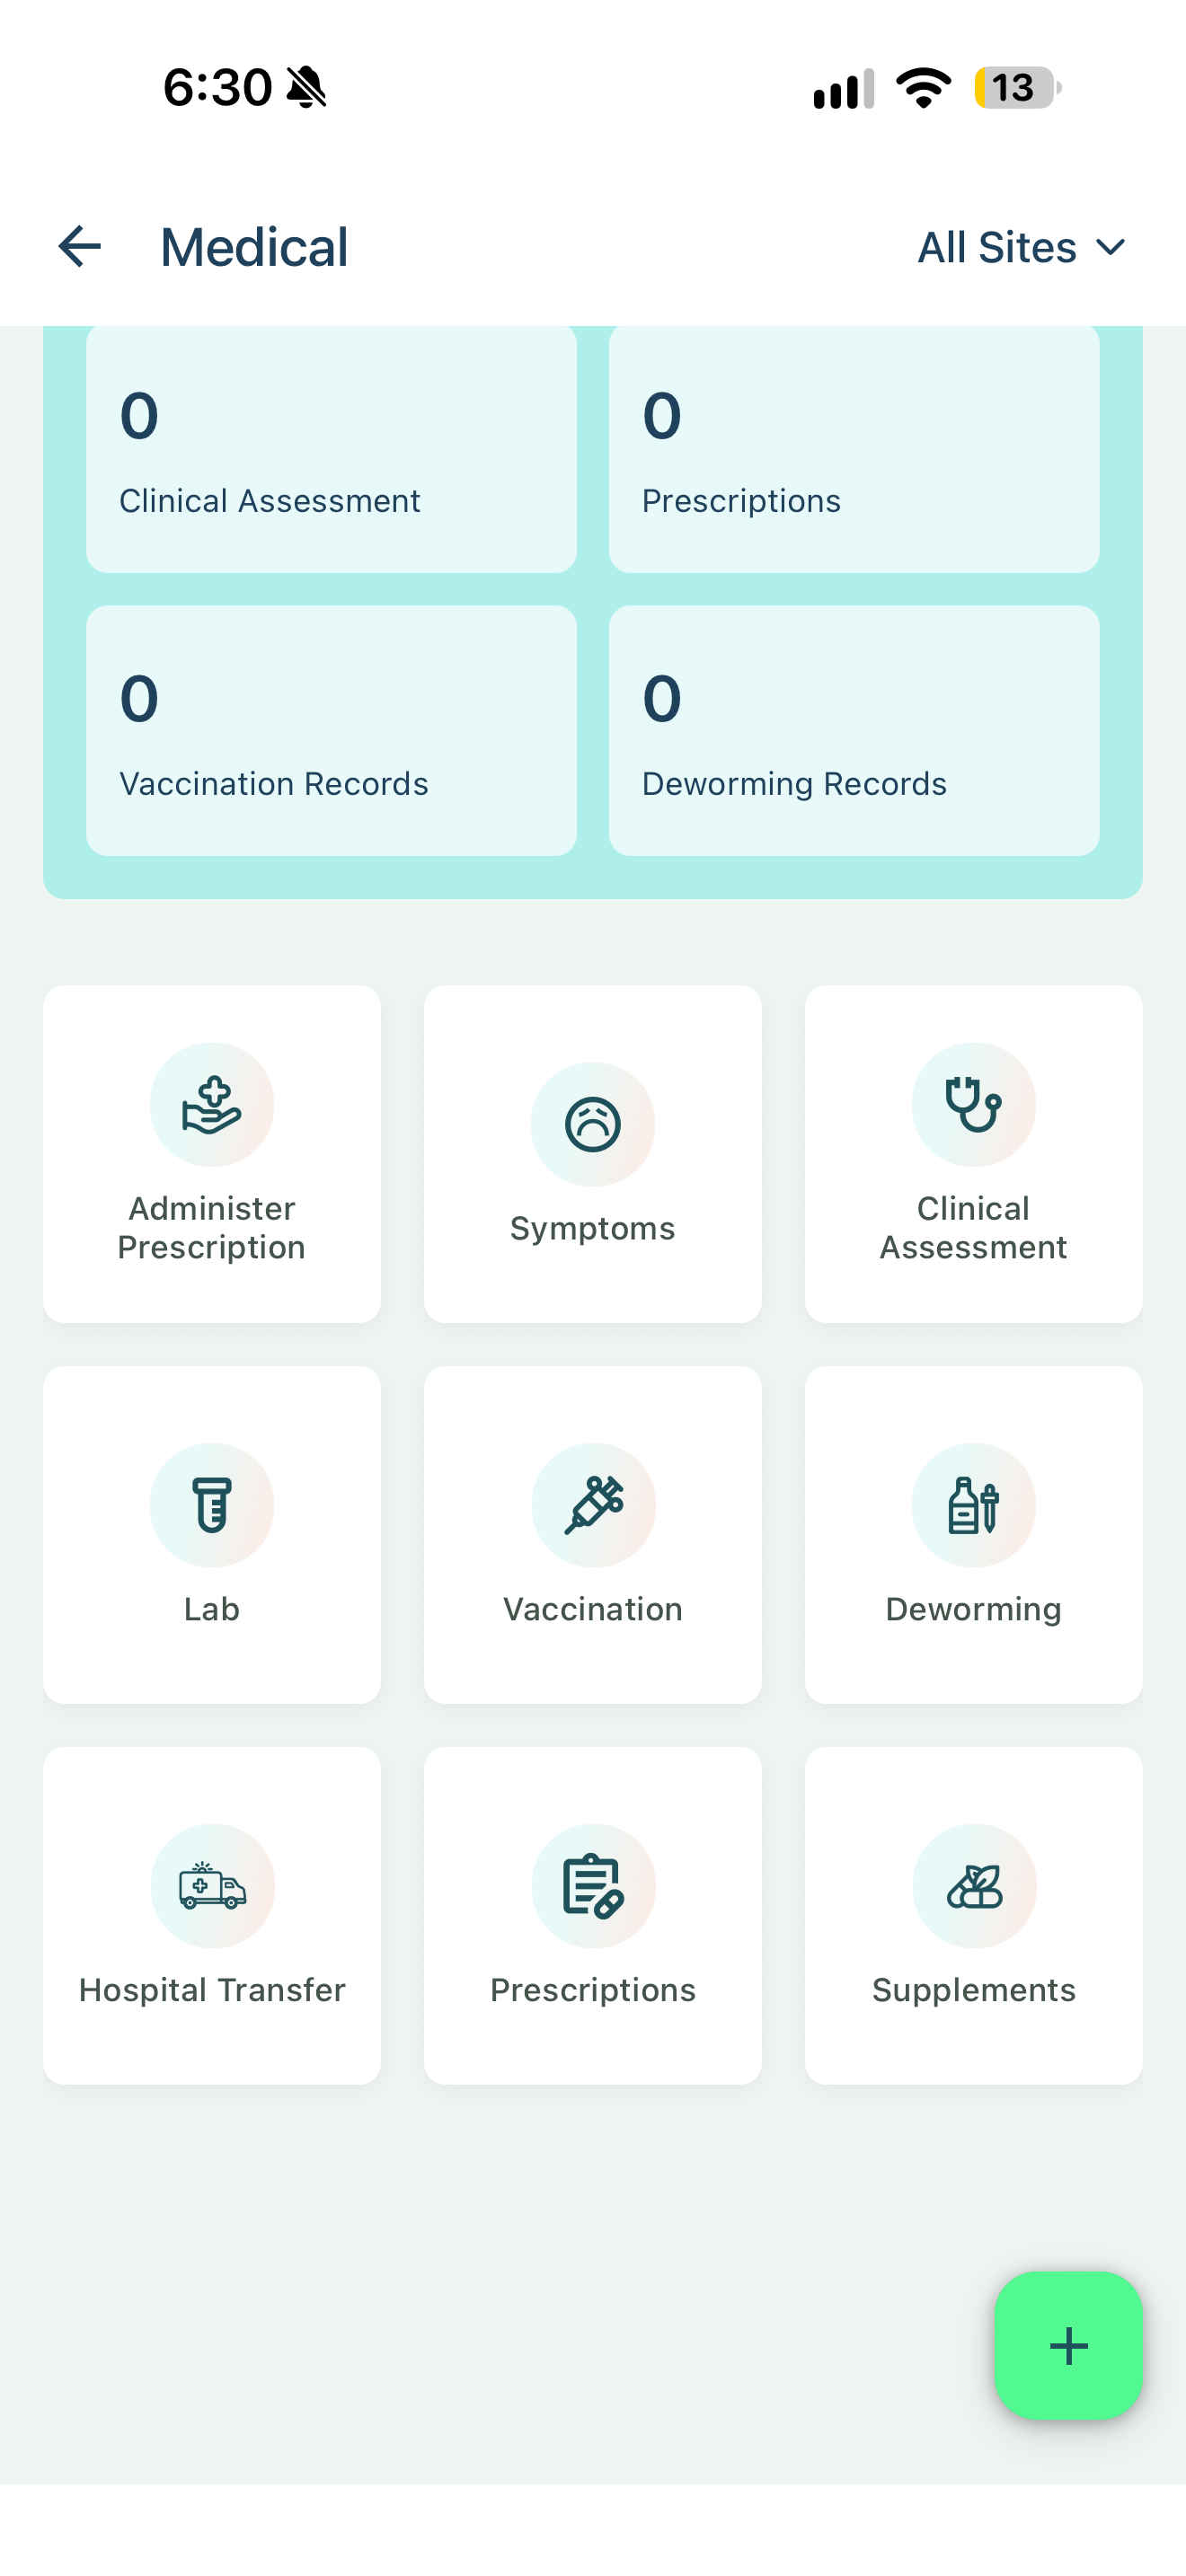 6:30
13
Medical
All Sites
0
0
Clinical Assessment
Prescriptions
0
0
Vaccination Records
Deworming Records
Administer
Prescription
Symptoms
Clinical
Assessment
Lab
Vaccination
Deworming
Hospital Transfer
Prescriptions
Supplements